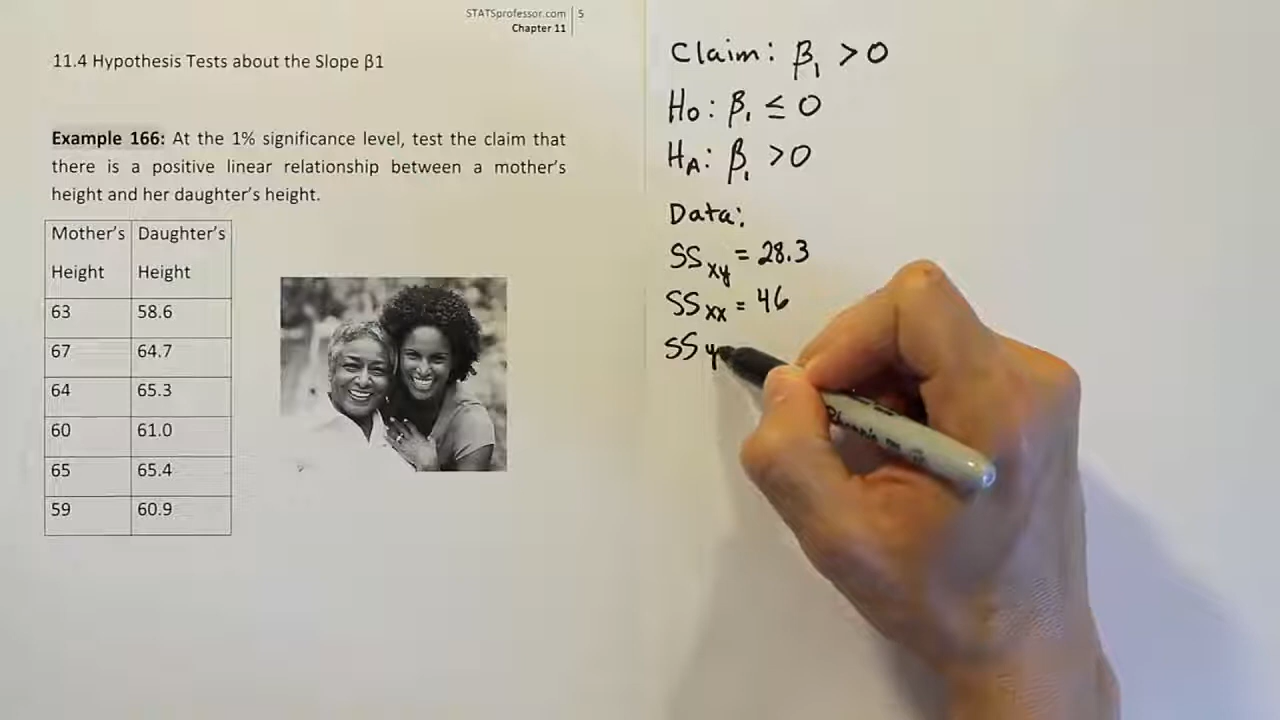 STATSprofessor.com | 5
Chapter 11
11.4 Hypothesis Tests about the Slope β1
Example 166: At the 1% significance level, test the claim that
there is a positive linear relationship between a mother's
height and her daughter's height.
Mother's Height Daughter's Height
63 58.6
67 64.7
64 65.3
60 61.0
65 65.4
59 60.9
Claim: β₁ > 0
H₀: β₁ ≤ 0
Hₐ: β₁ > 0
Data:
SSxy = 28.3
SSxx = 46
SSy